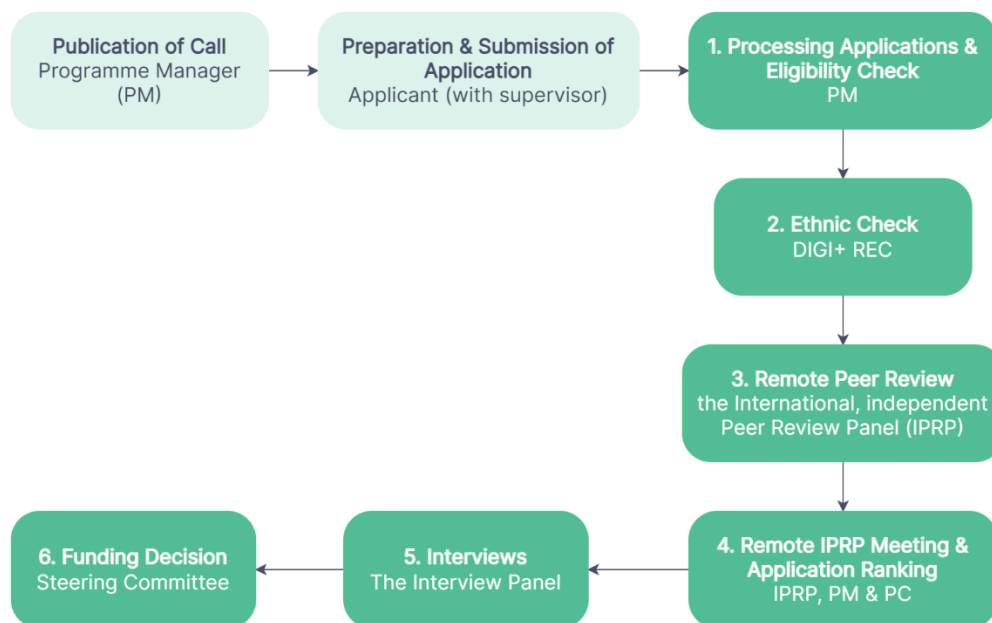 Publication of Call
Programme Manager
(PM)
Preparation & Submission of
Application
Applicant (with supervisor)
1. Processing Applications &
Eligibility Check
PM
2. Ethnic Check
DIGI+ REC
3. Remote Peer Review
the International, independent
Peer Review Panel (IPRP)
4. Remote IPRP Meeting &
Application Ranking
IPRP, PM & PC
5. Interviews
The Interview Panel
6. Funding Decision
Steering Committee